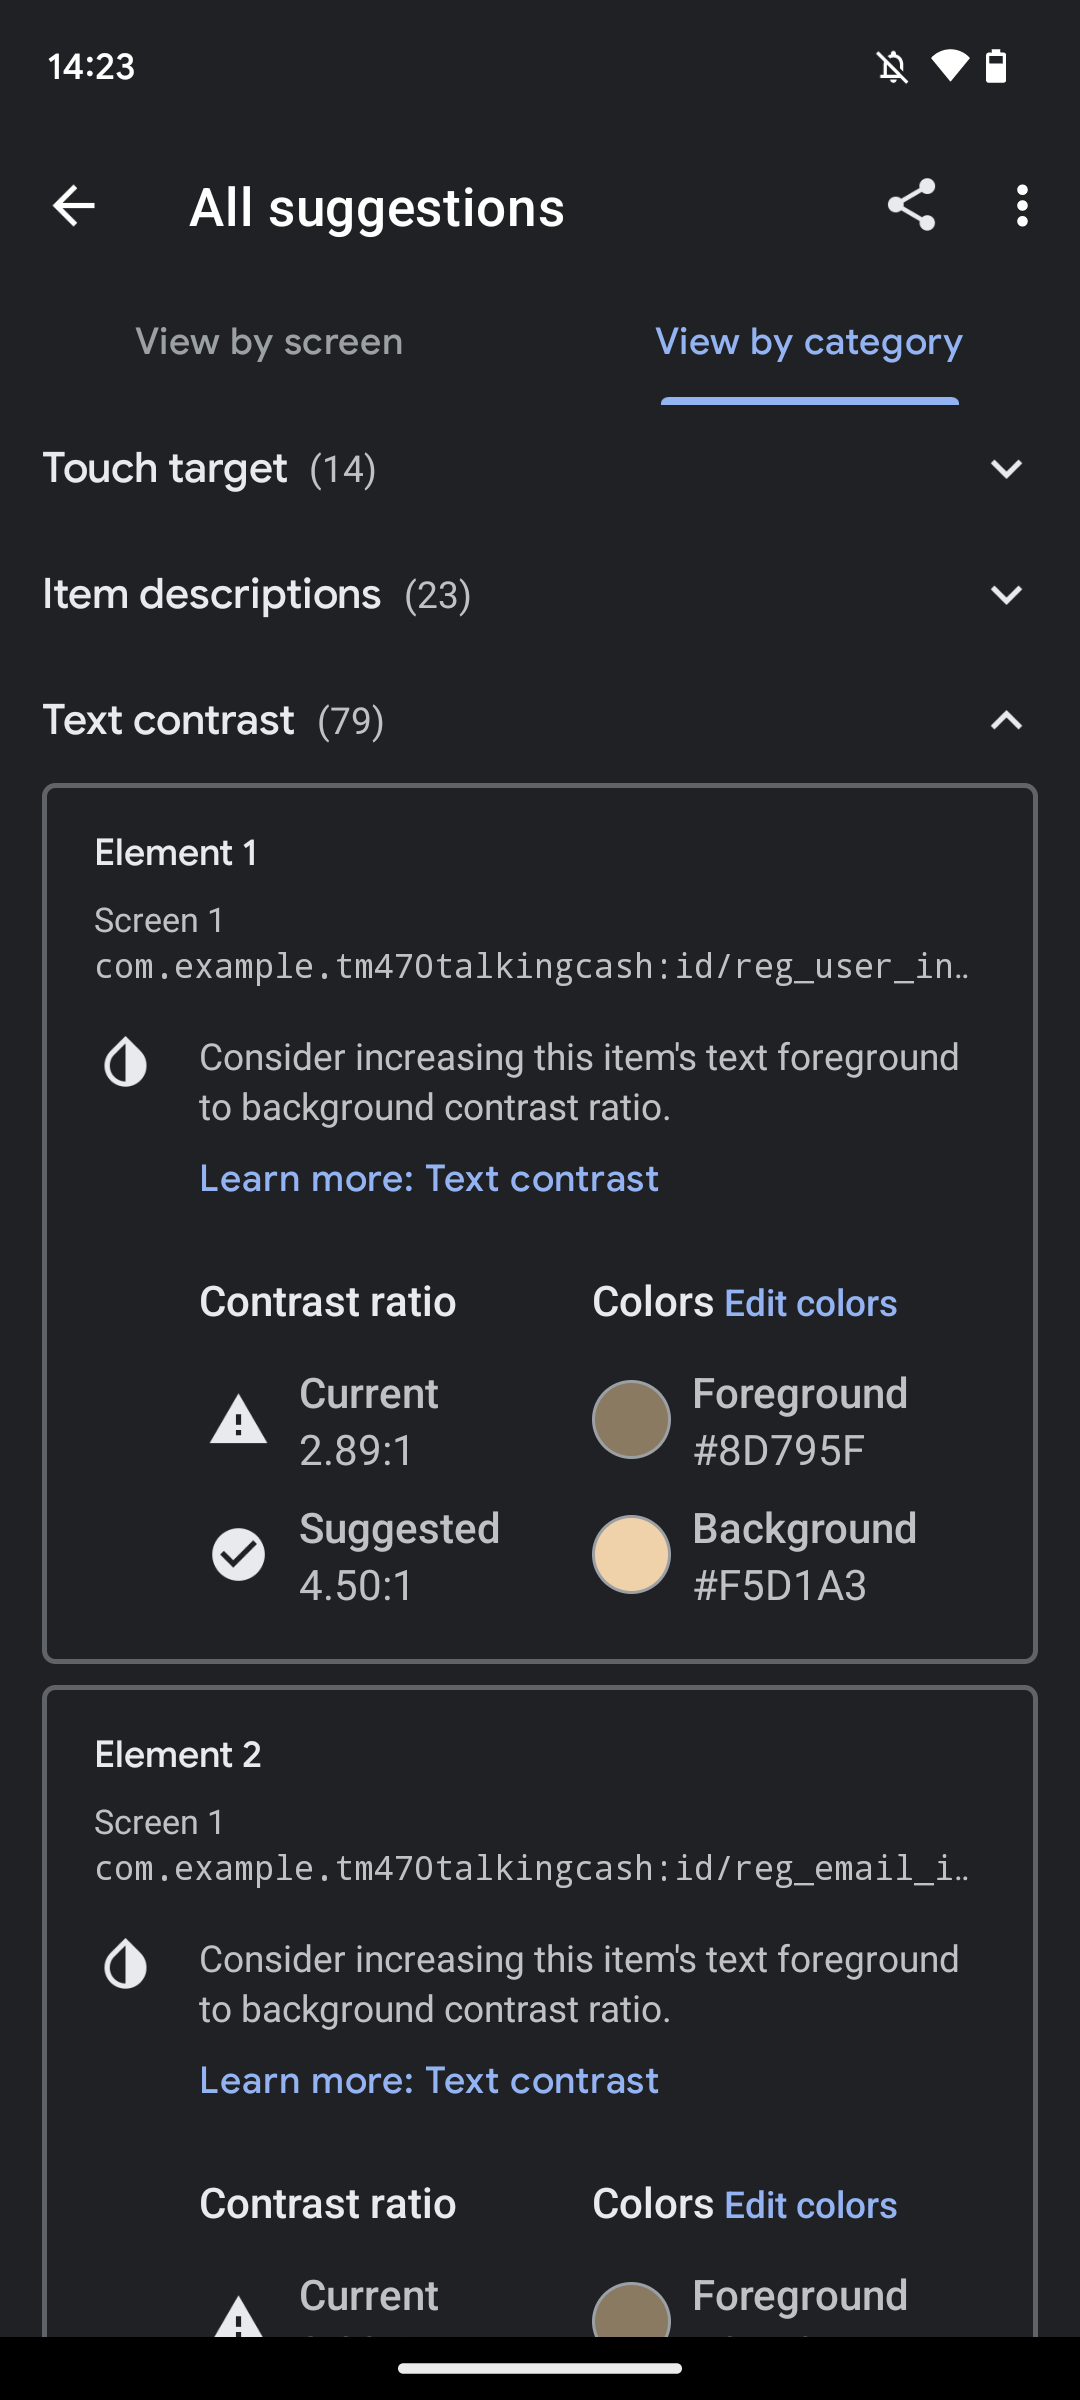 14:23
All suggestions
View by screen
View by category
Touch target (14)
Item descriptions (23)
Text contrast (79)
Element 1
Screen 1
com.example.tm470talkingcash:id/reg_user_in..
Consider increasing this item's text foreground
to background contrast ratio.
Learn more: Text contrast
Contrast ratio
Colors Edit colors
Current
2.89:1
Foreground
#8D795F
Suggested
4.50:1
Background
#F5D1A3
Element 2
Screen 1
com.example.tm470talkingcash:id/reg_email_i..
Consider increasing this item's text foreground
to background contrast ratio.
Learn more: Text contrast
Contrast ratio
Colors Edit colors
Current
Foreground